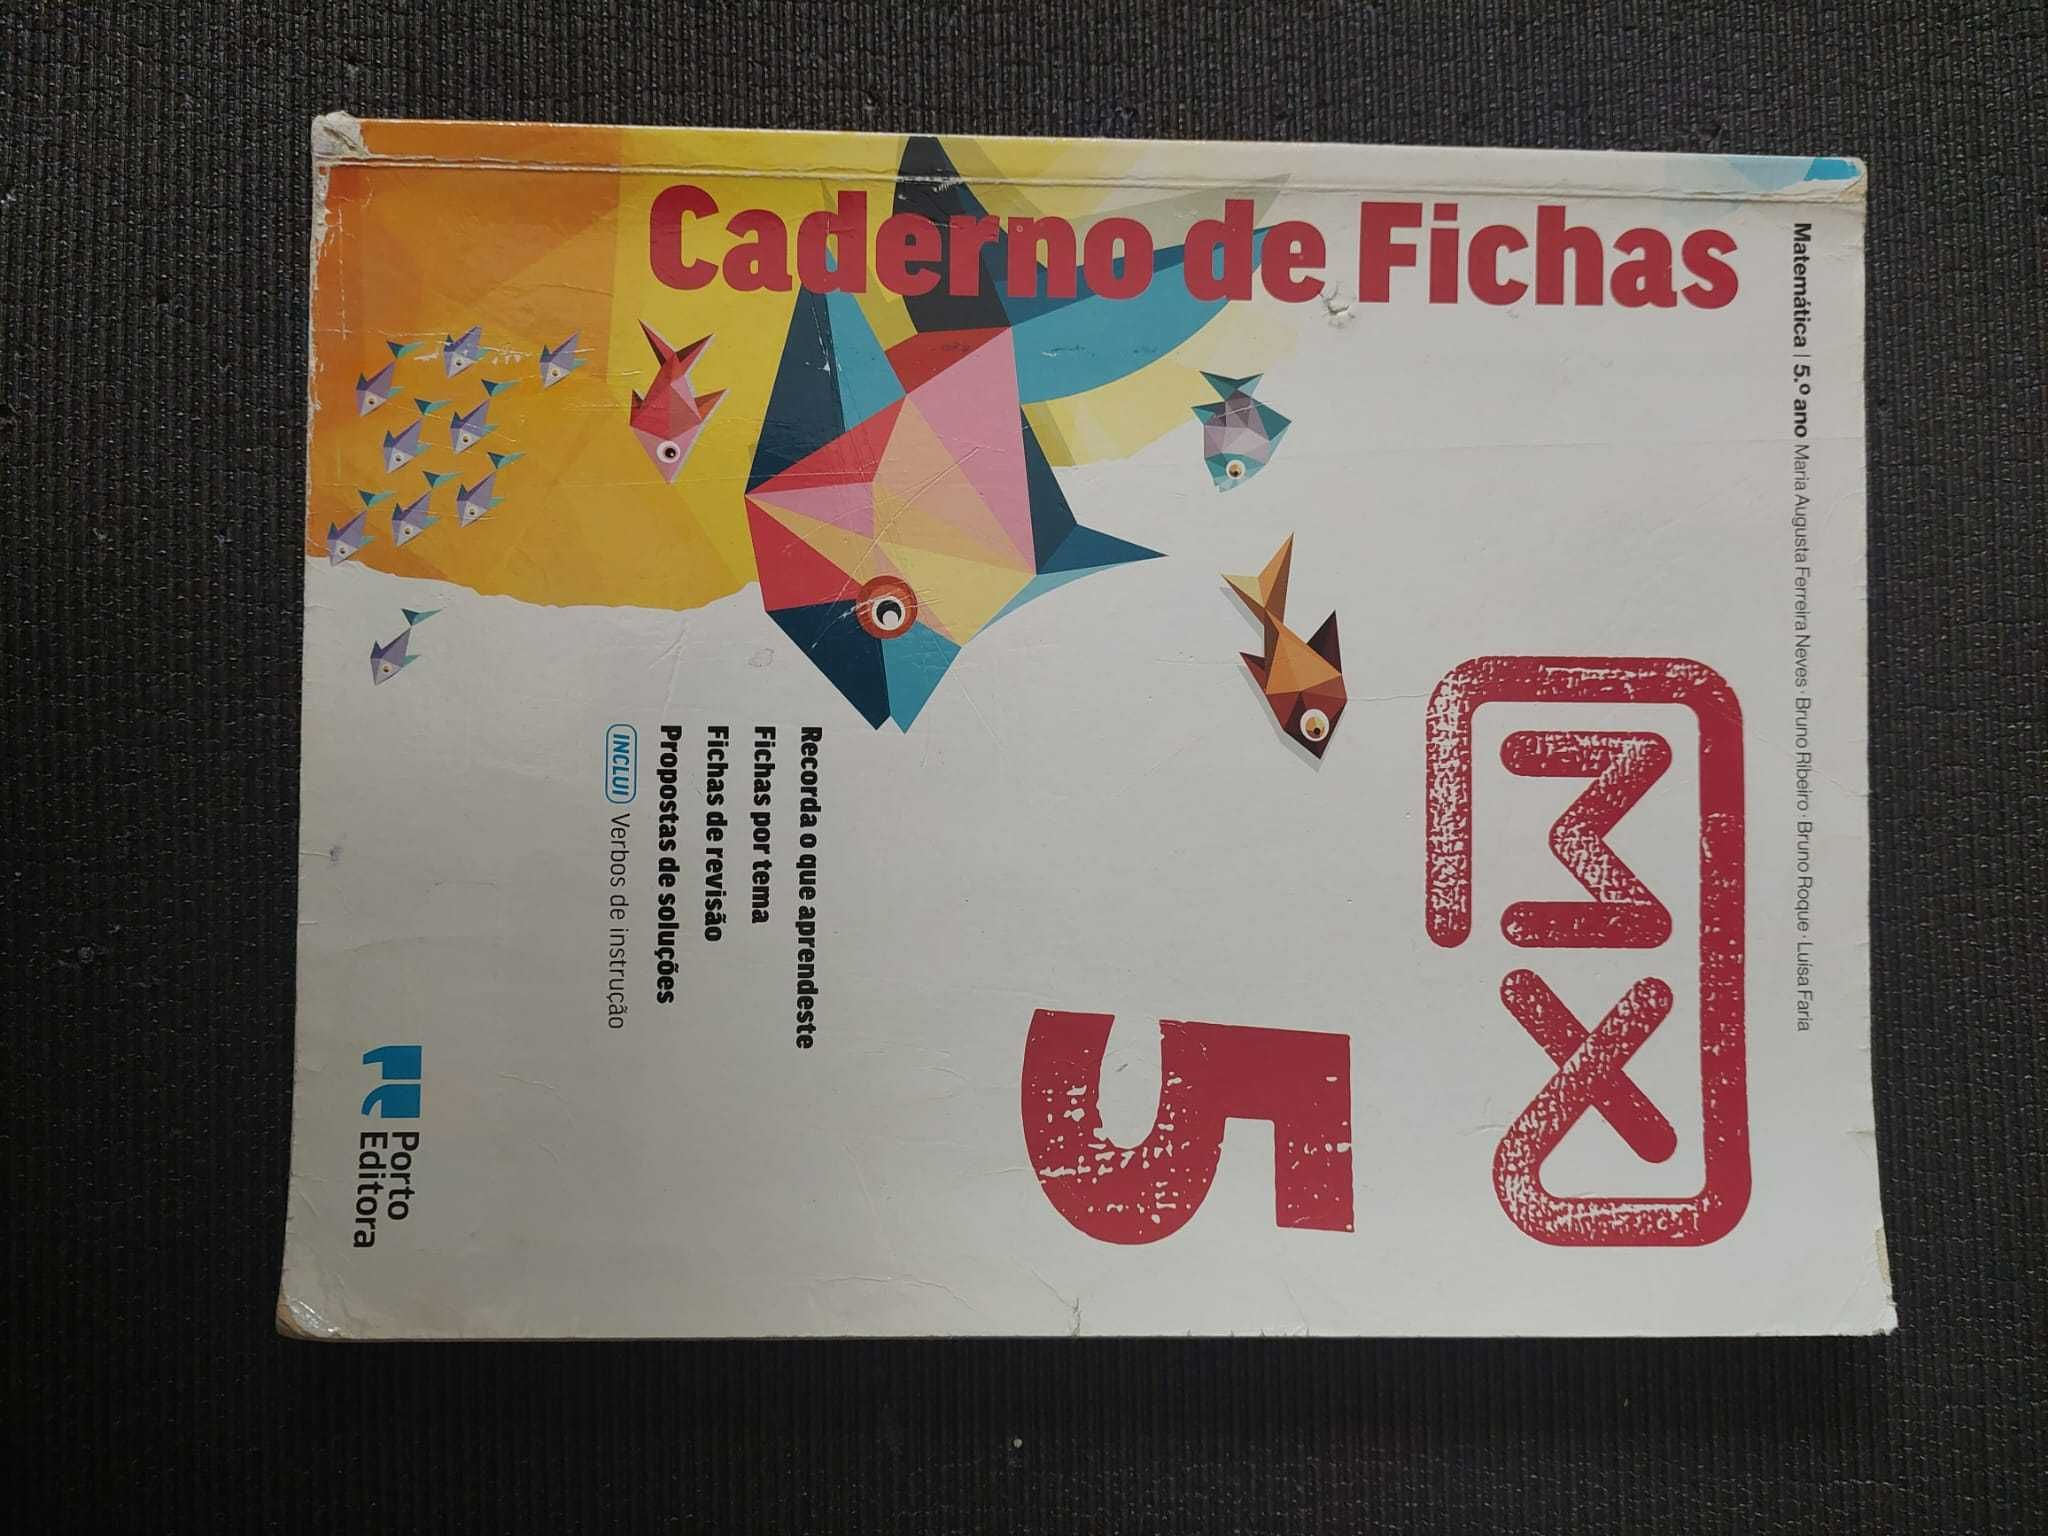 Matemática | 5.º ano Maria Augusta Ferreira Neves · Bruno Ribeiro · Bruno Roque · Luísa Faria
MX
5
Caderno de Fichas
Recorda o que aprendeste
Fichas por tema
Fichas de revisão
Propostas de soluções
INCLUI Verbos de instrução
Porto
Editora